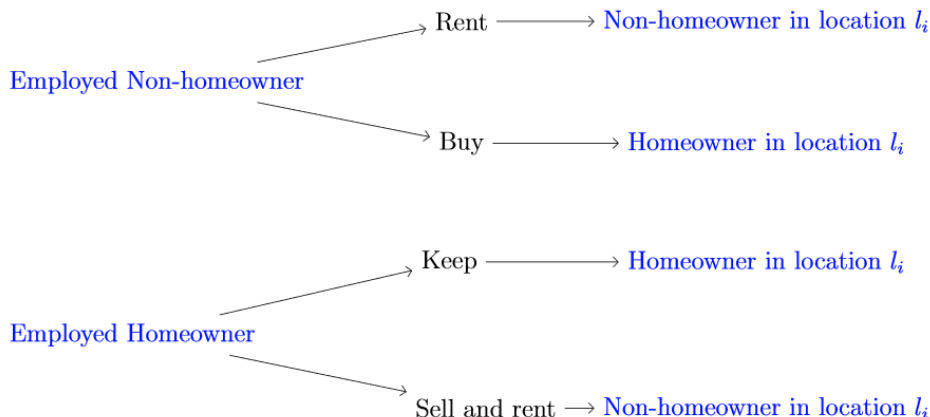 Rent
Non-homeowner in location l_i
Employed Non-homeowner
Buy
Homeowner in location l_i
Keep
Homeowner in location l_i
Employed Homeowner
Sell and rent
Non-homeowner in location l_i